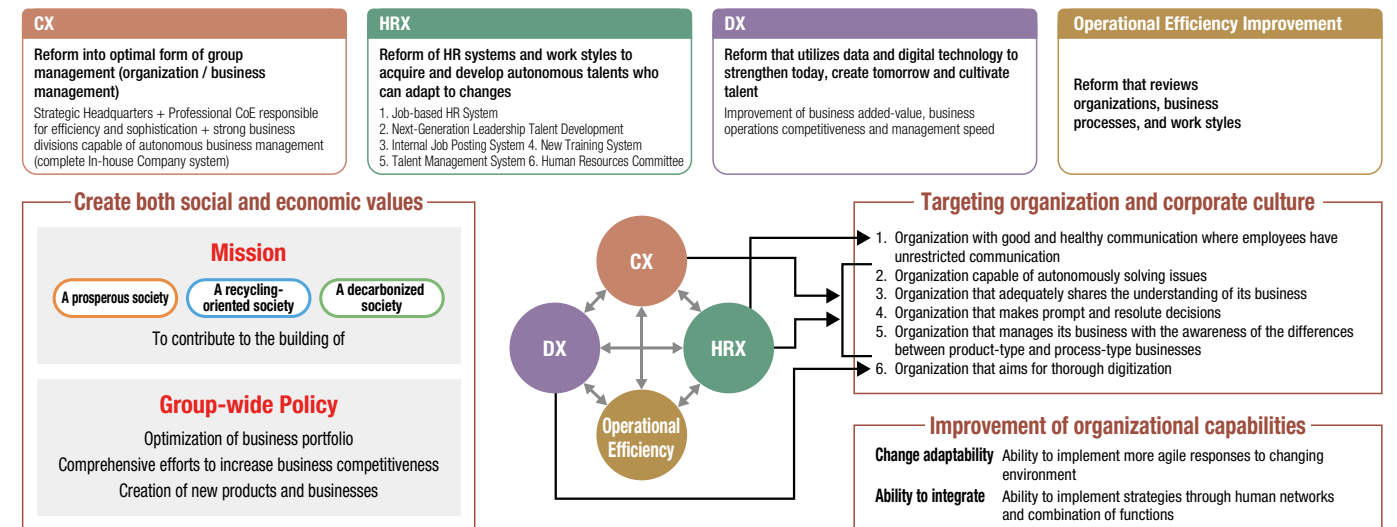 CX
Reform into optimal form of group
management (organization / business
management)
Strategic Headquarters + Professional CoE responsible
for efficiency and sophistication + strong business
divisions capable of autonomous business management
(complete In-house Company system)
HRX
Reform of HR systems and work styles to
acquire and develop autonomous talents who
can adapt to changes
1. Job-based HR System
2. Next-Generation Leadership Talent Development
3. Internal Job Posting System 4. New Training System
5. Talent Management System 6. Human Resources Committee
DX
Reform that utilizes data and digital technology to
strengthen today, create tomorrow and cultivate
talent
Improvement of business added-value, business
operations competitiveness and management speed
Operational Efficiency Improvement
Reform that reviews
organizations, business
processes, and work styles
Create both social and economic values
Mission
A prosperous society
A recycling-
oriented society
A decarbonized
society
To contribute to the building of
Group-wide Policy
Optimization of business portfolio
Comprehensive efforts to increase business competitiveness
Creation of new products and businesses
CX
DX
HRX
Operational
Efficiency
Targeting organization and corporate culture
1. Organization with good and healthy communication where employees have
unrestricted communication
2. Organization capable of autonomously solving issues
3. Organization that adequately shares the understanding of its business
4. Organization that makes prompt and resolute decisions
5. Organization that manages its business with the awareness of the differences
between product-type and process-type businesses
6. Organization that aims for thorough digitization
Improvement of organizational capabilities
Change adaptability Ability to implement more agile responses to changing
environment
Ability to integrate Ability to implement strategies through human networks
and combination of functions